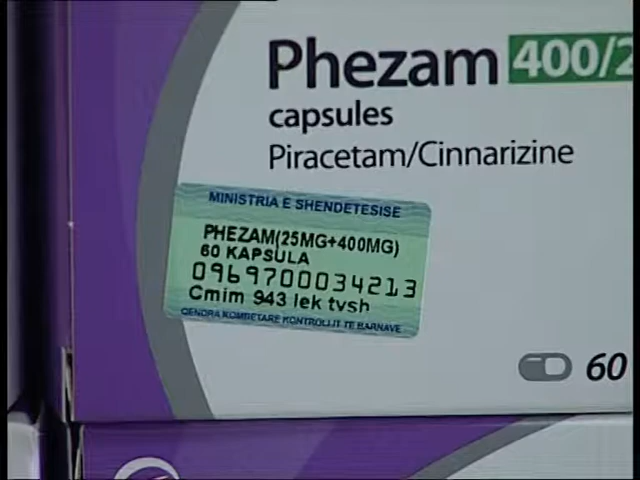 Phezam 400/2
capsules
Piracetam/Cinnarizine
MINISTRIA E SHENDETESISE
PHEZAM(25MG+400MG)
60 KAPSULA
0969700034213
Cmim 943 lek tvsh
QENDRA KOMBETARE KONTROLLIT TE BARNAVE
60